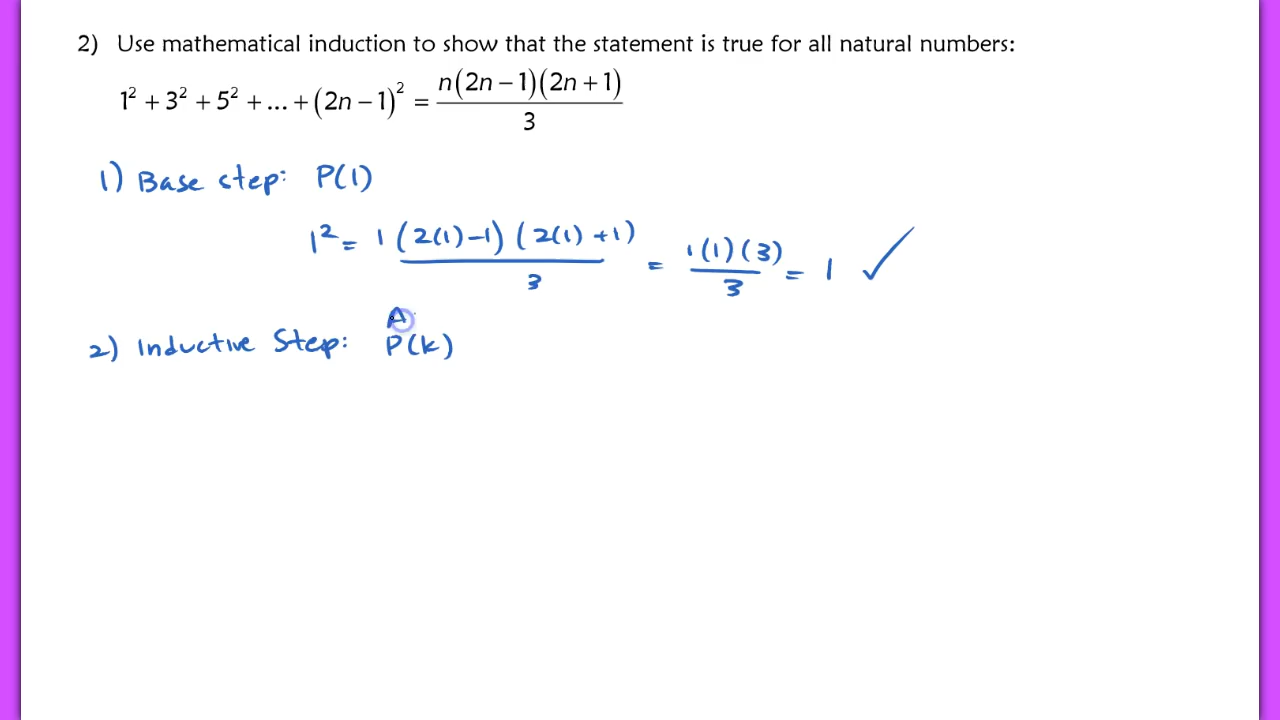 2) Use mathematical induction to show that the statement is true for all natural numbers:
1² + 3² + 5² + ... + (2n − 1)² = n(2n − 1)(2n + 1) / 3
1) Base step: P(1)
1² = 1(2(1)−1)(2(1)+1) / 3 = 1(1)(3) / 3 = 1 ✓
A
2) Inductive Step: P(k)